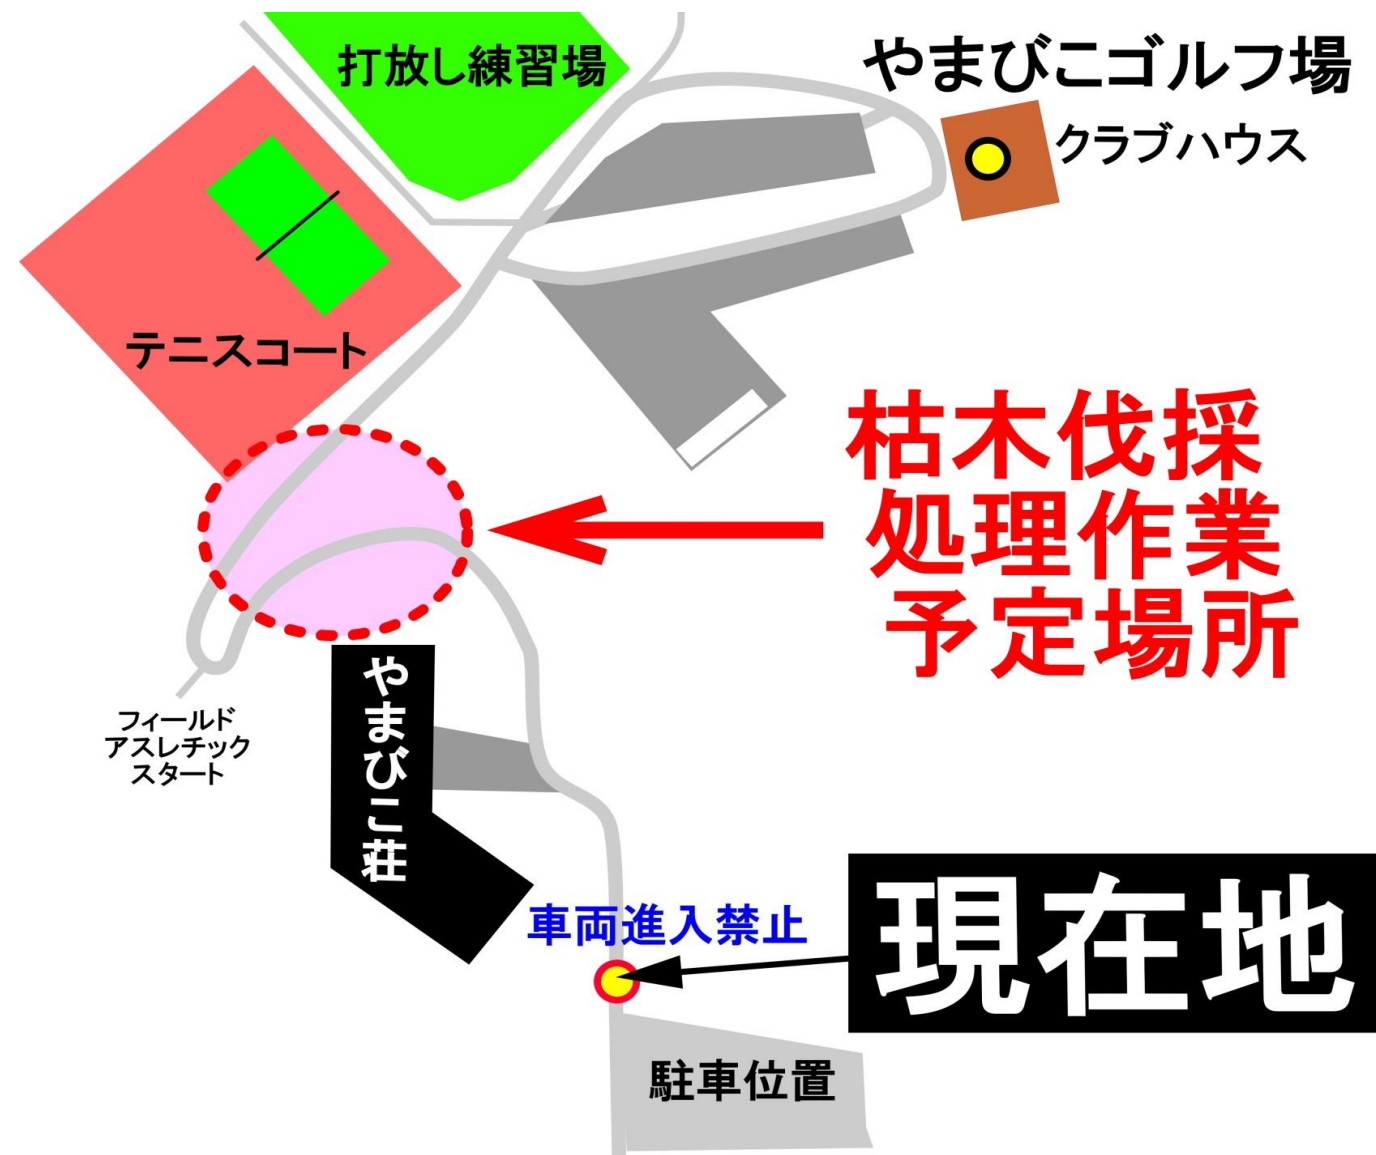 打放し練習場
やまびこゴルフ場
クラブハウス
テニスコート
枯木伐採
処理作業
予定場所
フィールド
アスレチック
スタート
やまびこ荘
車両進入禁止
現在地
駐車位置